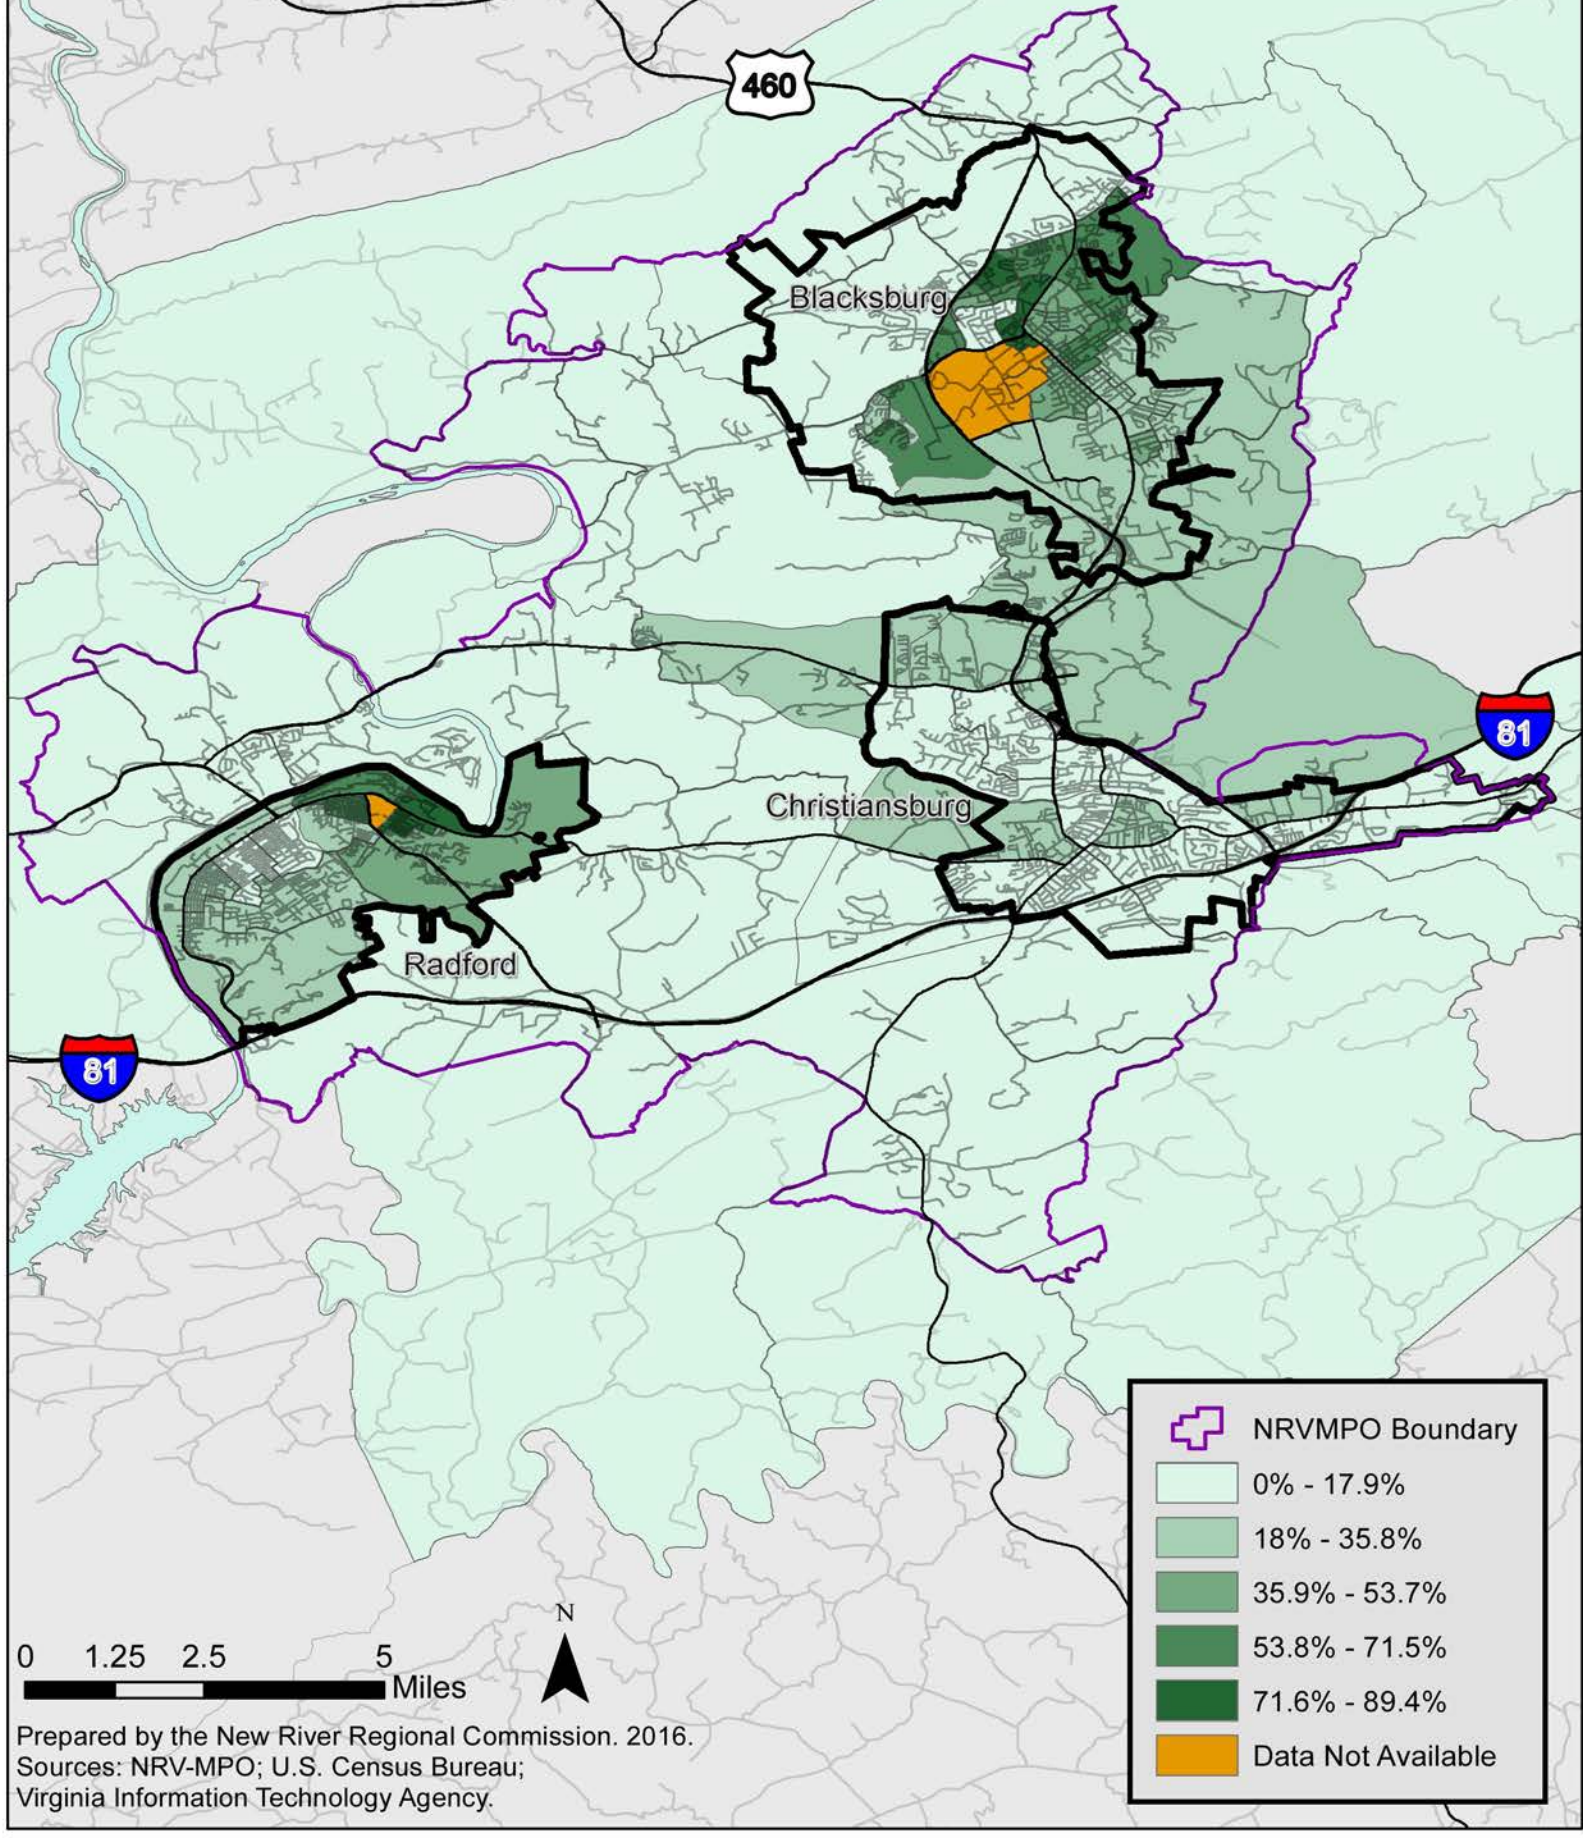 460
Blacksburg
81
Christiansburg
Radford
81
NRVMPO Boundary
0% - 17.9%
18% - 35.8%
35.9% - 53.7%
53.8% - 71.5%
71.6% - 89.4%
Data Not Available
N
0 1.25 2.5 5
Miles
Prepared by the New River Regional Commission. 2016.
Sources: NRV-MPO; U.S. Census Bureau;
Virginia Information Technology Agency.